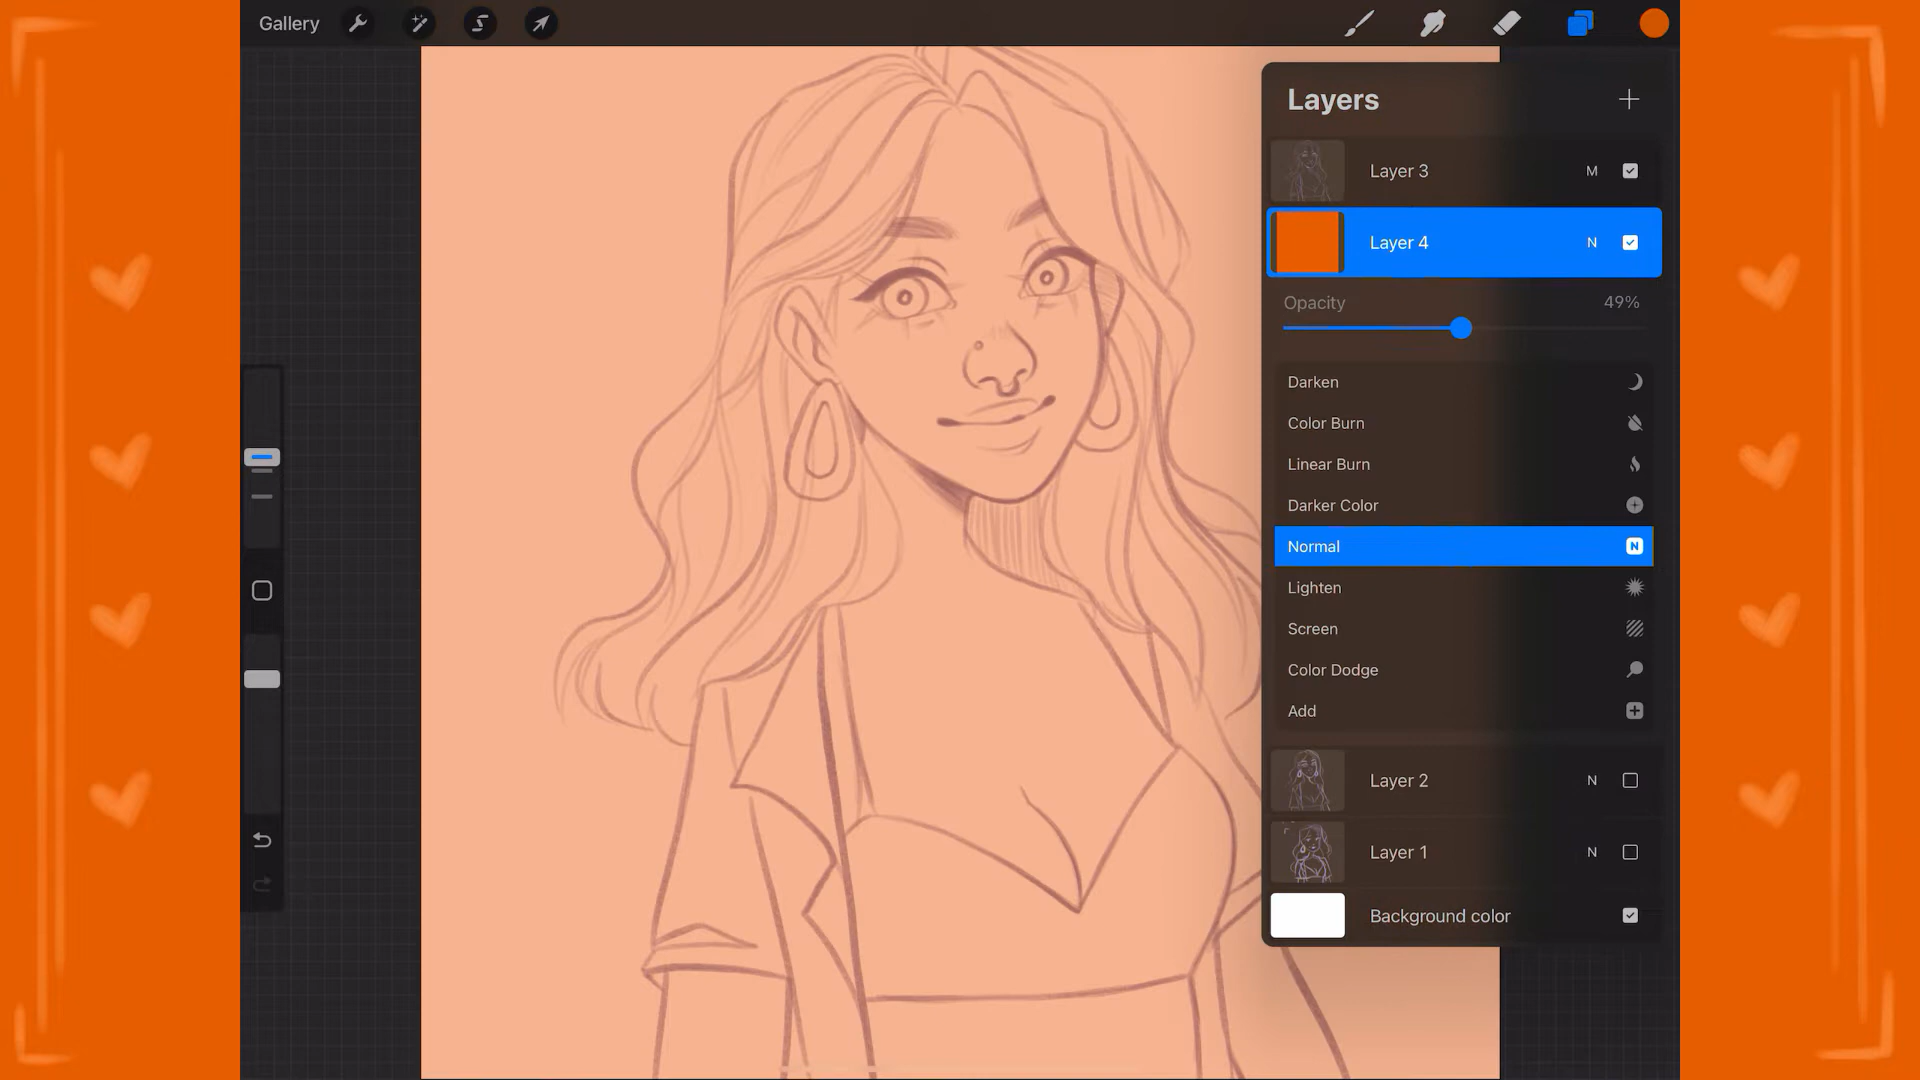 Gallery
Layers
Layer 3 M
Layer 4 N
Opacity 49%
Darken
Color Burn
Linear Burn
Darker Color
Normal N
Lighten
Screen
Color Dodge
Add
Layer 2 N
Layer 1 N
Background color